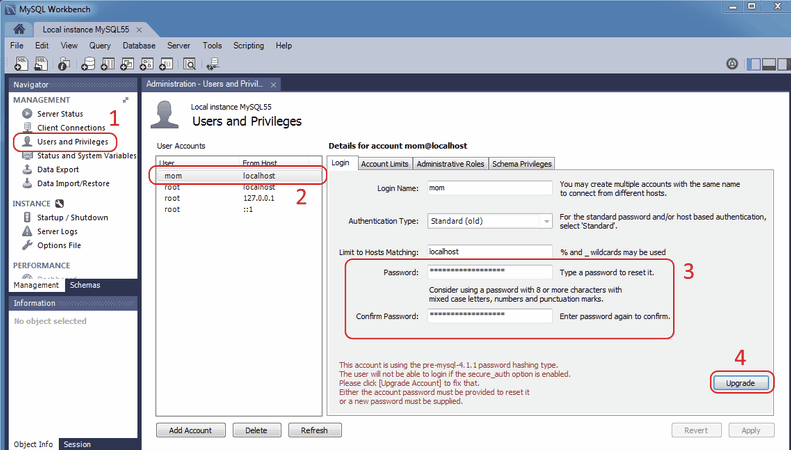 MySQL Workbench
Local instance MySQL55
File Edit View Query Database Server Tools Scripting Help
Navigator
MANAGEMENT
1
Server Status
Client Connections
Users and Privileges
Status and System Variables
Data Export
Data Import/Restore
INSTANCE
Startup / Shutdown
Server Logs
Options File
PERFORMANCE
Dashboard
Management Schemas
Information
No object selected
Object Info Session
Administration - Users and Privil...
Local instance MySQL55
Users and Privileges
User Accounts
User From Host
mom localhost
root localhost
root 127.0.0.1
root ::1
2
Add Account Delete Refresh
Details for account mom@localhost
Login Account Limits Administrative Roles Schema Privileges
Login Name: mom You may create multiple accounts with the same name
to connect from different hosts.
Authentication Type: Standard (old) For the standard password and/or host based authentication,
select 'Standard'.
Limit to Hosts Matching: localhost % and _ wildcards may be used
3
Password: ****************** Type a password to reset it.
Consider using a password with 8 or more characters with
mixed case letters, numbers and punctuation marks.
Confirm Password: ****************** Enter password again to confirm.
4
This account is using the pre-mysql-4.1.1 password hashing type.
The user will not be able to login if the secure_auth option is enabled.
Please click [Upgrade Account] to fix that.
Either the account password must be provided to reset it
or a new password must be supplied.
Upgrade
Revert Apply